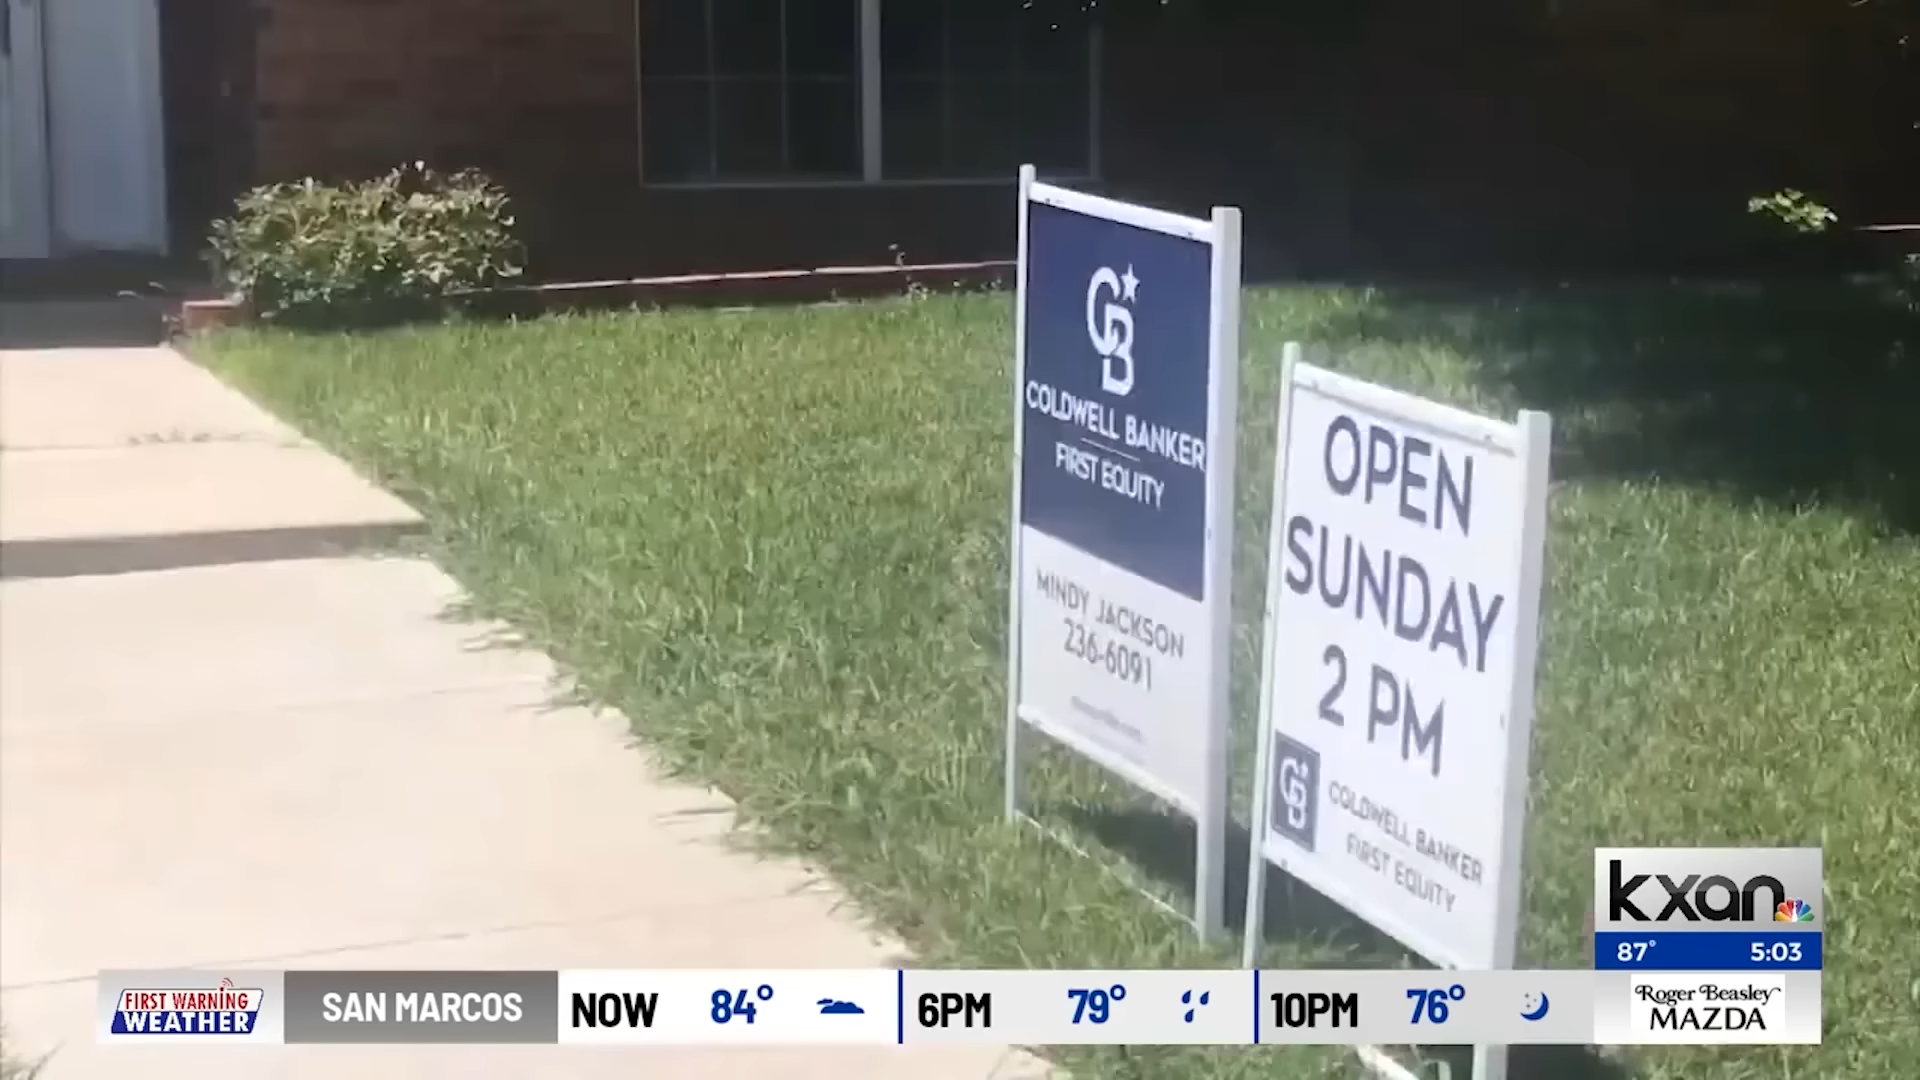 CB
COLDWELL BANKER
FIRST EQUITY
MINDY JACKSON
236-6091
OPEN
SUNDAY
2 PM
CB
COLDWELL BANKER
FIRST EQUITY
kxan
87° 5:03
Roger Beasley
MAZDA
FIRST WARNING
WEATHER
SAN MARCOS NOW 84° 6PM 79° 10PM 76°